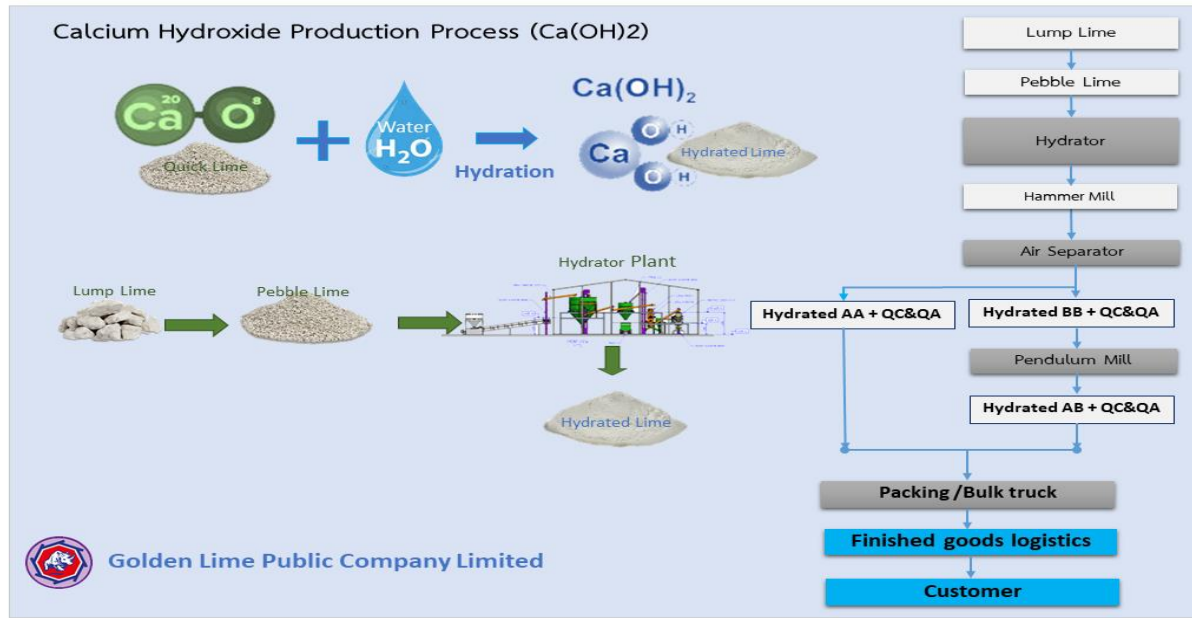 Calcium Hydroxide Production Process (Ca(OH)2)
20
8
Ca
O
Quick Lime
Water
H₂O
Hydration
Ca(OH)₂
Ca
O
H
O
H
Hydrated Lime
Lump Lime
Pebble Lime
Hydrator Plant
Hydrated Lime
Lump Lime
Pebble Lime
Hydrator
Hammer Mill
Air Separator
Hydrated AA + QC&QA
Hydrated BB + QC&QA
Pendulum Mill
Hydrated AB + QC&QA
Packing /Bulk truck
Finished goods logistics
Customer
Golden Lime Public Company Limited